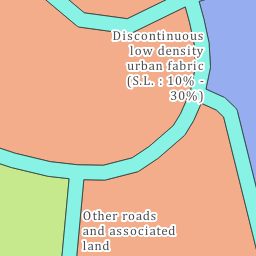 Discontinuous
low density
urban fabric
(S.L. : 10% -
30%)
Other roads
and associated
land